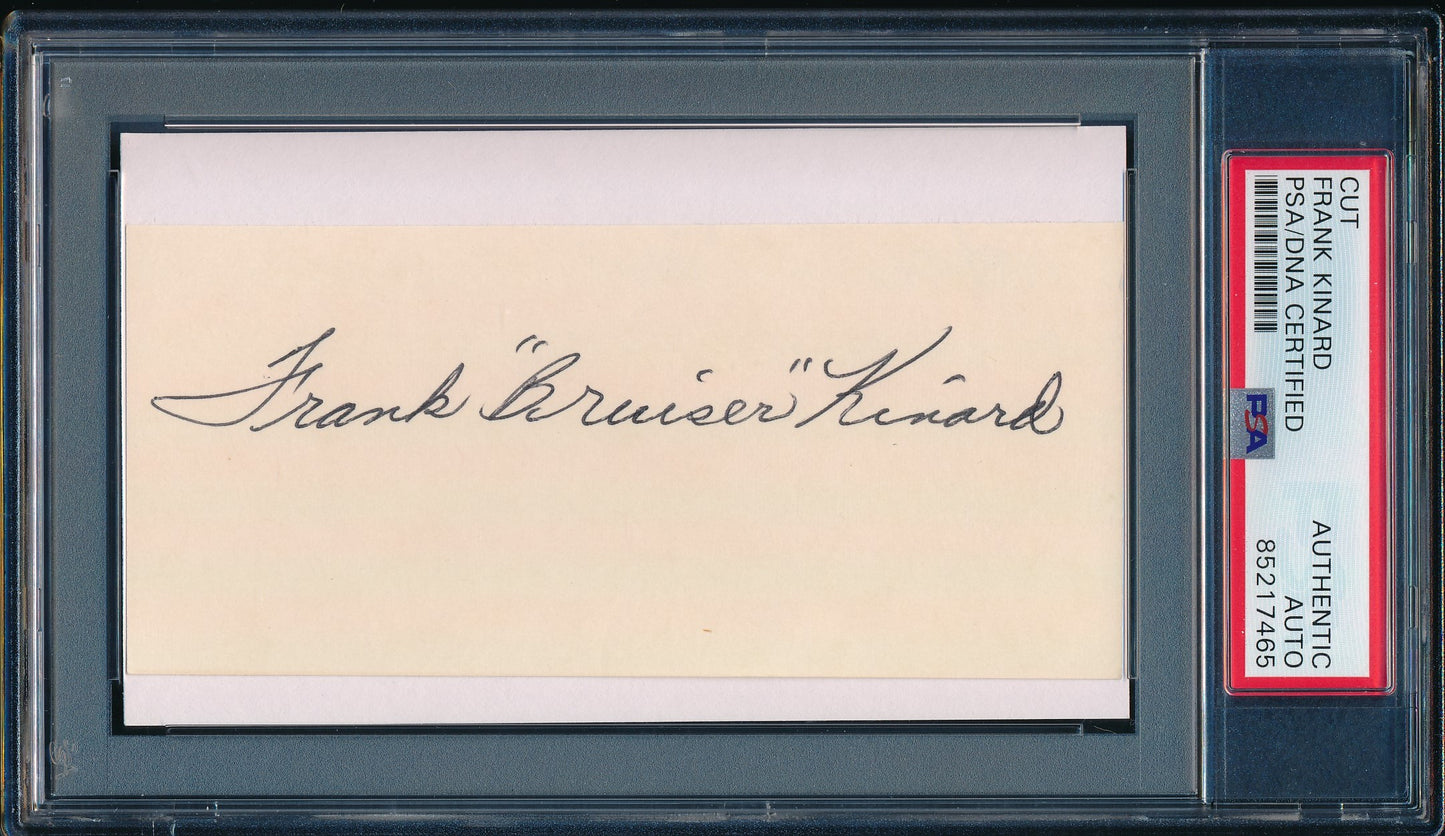 Frank "Bruiser" Kinard
CUT
FRANK KINARD
PSA/DNA CERTIFIED
AUTHENTIC
AUTO
85217465
PSA